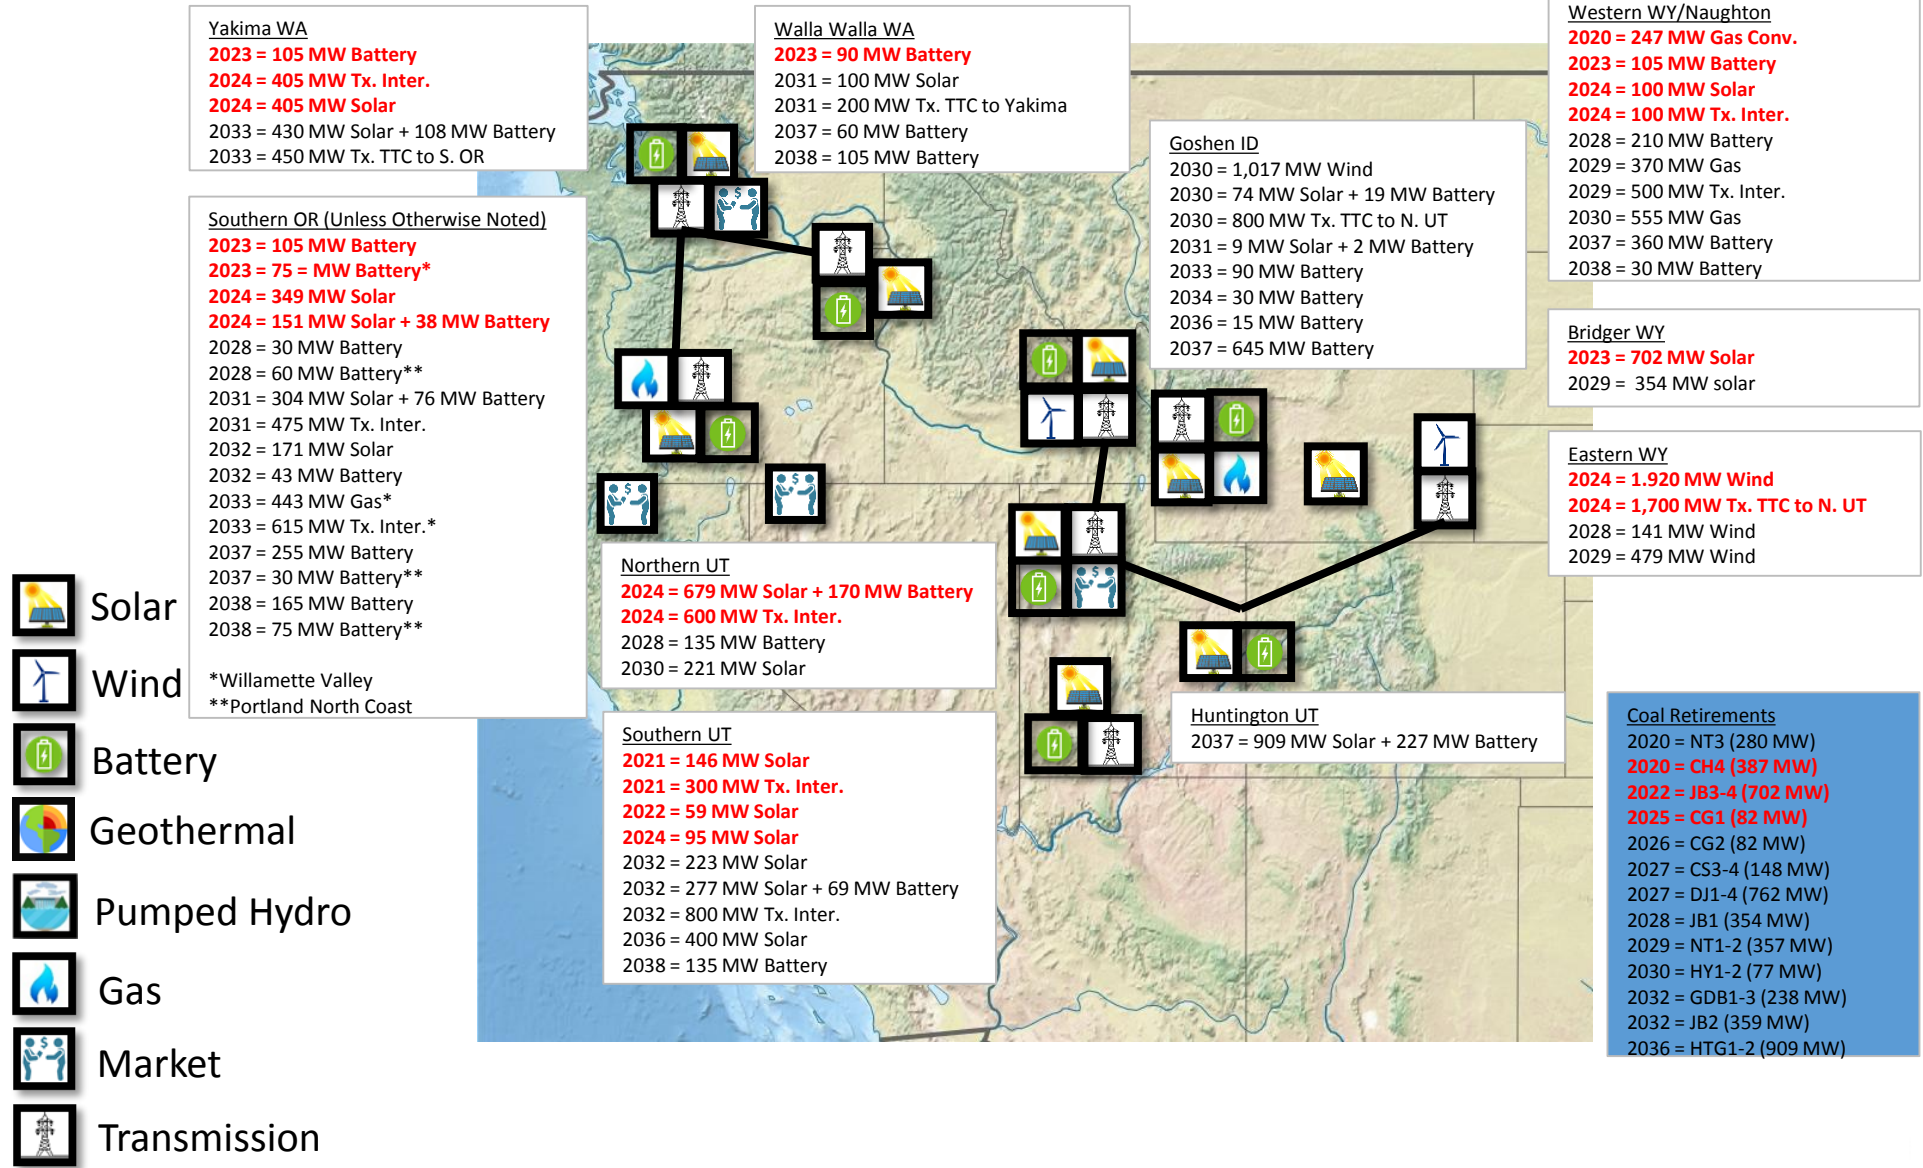 Yakima WA
2023 = 105 MW Battery
2024 = 405 MW Tx. Inter.
2024 = 405 MW Solar
2033 = 430 MW Solar + 108 MW Battery
2033 = 450 MW Tx. TTC to S. OR
Walla Walla WA
2023 = 90 MW Battery
2031 = 100 MW Solar
2031 = 200 MW Tx. TTC to Yakima
2037 = 60 MW Battery
2038 = 105 MW Battery
Western WY/Naughton
2020 = 247 MW Gas Conv.
2023 = 105 MW Battery
2024 = 100 MW Solar
2024 = 100 MW Tx. Inter.
2028 = 210 MW Battery
2029 = 370 MW Gas
2029 = 500 MW Tx. Inter.
2030 = 555 MW Gas
2037 = 360 MW Battery
2038 = 30 MW Battery
Goshen ID
2030 = 1,017 MW Wind
2030 = 74 MW Solar + 19 MW Battery
2030 = 800 MW Tx. TTC to N. UT
2031 = 9 MW Solar + 2 MW Battery
2033 = 90 MW Battery
2034 = 30 MW Battery
2036 = 15 MW Battery
2037 = 645 MW Battery
Southern OR (Unless Otherwise Noted)
2023 = 105 MW Battery
2023 = 75 = MW Battery*
2024 = 349 MW Solar
2024 = 151 MW Solar + 38 MW Battery
2028 = 30 MW Battery
2028 = 60 MW Battery**
2031 = 304 MW Solar + 76 MW Battery
2031 = 475 MW Tx. Inter.
2032 = 171 MW Solar
2032 = 43 MW Battery
2033 = 443 MW Gas*
2033 = 615 MW Tx. Inter.*
2037 = 255 MW Battery
2037 = 30 MW Battery**
2038 = 165 MW Battery
2038 = 75 MW Battery**
*Willamette Valley
**Portland North Coast
Bridger WY
2023 = 702 MW Solar
2029 = 354 MW solar
Eastern WY
2024 = 1.920 MW Wind
2024 = 1,700 MW Tx. TTC to N. UT
2028 = 141 MW Wind
2029 = 479 MW Wind
Northern UT
2024 = 679 MW Solar + 170 MW Battery
2024 = 600 MW Tx. Inter.
2028 = 135 MW Battery
2030 = 221 MW Solar
Southern UT
2021 = 146 MW Solar
2021 = 300 MW Tx. Inter.
2022 = 59 MW Solar
2024 = 95 MW Solar
2032 = 223 MW Solar
2032 = 277 MW Solar + 69 MW Battery
2032 = 800 MW Tx. Inter.
2036 = 400 MW Solar
2038 = 135 MW Battery
Huntington UT
2037 = 909 MW Solar + 227 MW Battery
Coal Retirements
2020 = NT3 (280 MW)
2020 = CH4 (387 MW)
2022 = JB3-4 (702 MW)
2025 = CG1 (82 MW)
2026 = CG2 (82 MW)
2027 = CS3-4 (148 MW)
2027 = DJ1-4 (762 MW)
2028 = JB1 (354 MW)
2029 = NT1-2 (357 MW)
2030 = HY1-2 (77 MW)
2032 = GDB1-3 (238 MW)
2032 = JB2 (359 MW)
2036 = HTG1-2 (909 MW)
Solar
Wind
Battery
Geothermal
Pumped Hydro
Gas
Market
Transmission